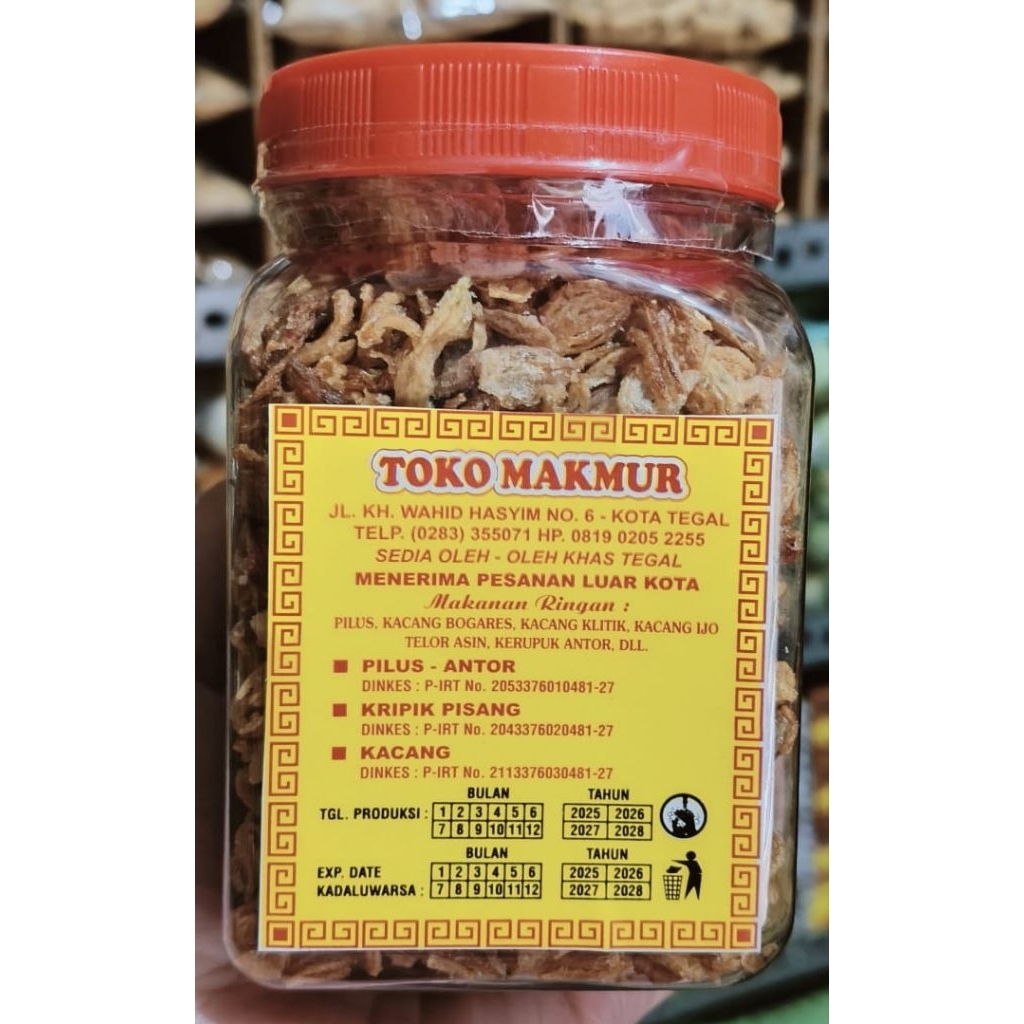 TOKO MAKMUR
JL. KH. WAHID HASYIM NO. 6 - KOTA TEGAL
TELP. (0283) 355071 HP. 0819 0205 2255
SEDIA OLEH - OLEH KHAS TEGAL
MENERIMA PESANAN LUAR KOTA
Makanan Ringan :
PILUS, KACANG BOGARES, KACANG KLITIK, KACANG IJO
TELOR ASIN, KERUPUK ANTOR, DLL.
PILUS - ANTOR
DINKES : P-IRT No. 2053376010481-27
KRIPIK PISANG
DINKES : P-IRT No. 2043376020481-27
KACANG
DINKES : P-IRT No. 2113376030481-27
BULAN TAHUN
TGL. PRODUKSI : 1 2 3 4 5 6 2025 2026
7 8 9 10 11 12 2027 2028
BULAN TAHUN
EXP. DATE 1 2 3 4 5 6 2025 2026
KADALUWARSA : 7 8 9 10 11 12 2027 2028